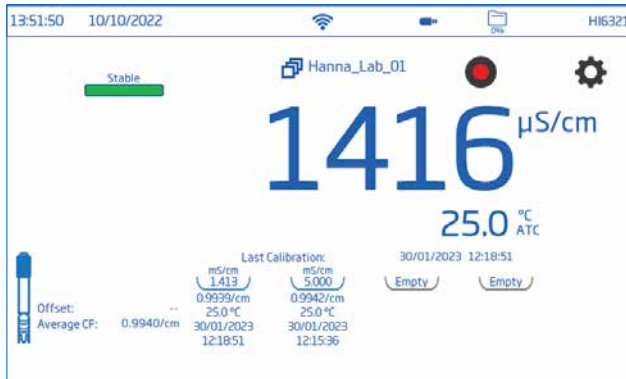 13:51:50 10/10/2022 0% HI6321
Stable Hanna_Lab_01
1416 µS/cm
25.0 °C
ATC
Last Calibration: 30/01/2023 12:18:51
mS/cm mS/cm
1.413 5.000 Empty Empty
0.9939/cm 0.9942/cm
Offset: -- 25.0 °C 25.0 °C
Average CF: 0.9940/cm 30/01/2023 30/01/2023
12:18:51 12:15:36